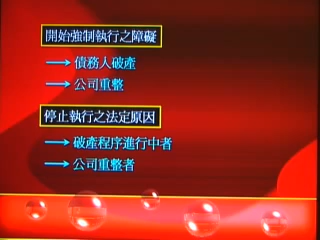 開始強制執行之障礙
債務人破產
公司重整
停止執行之法定原因
破產程序進行中者
公司重整者